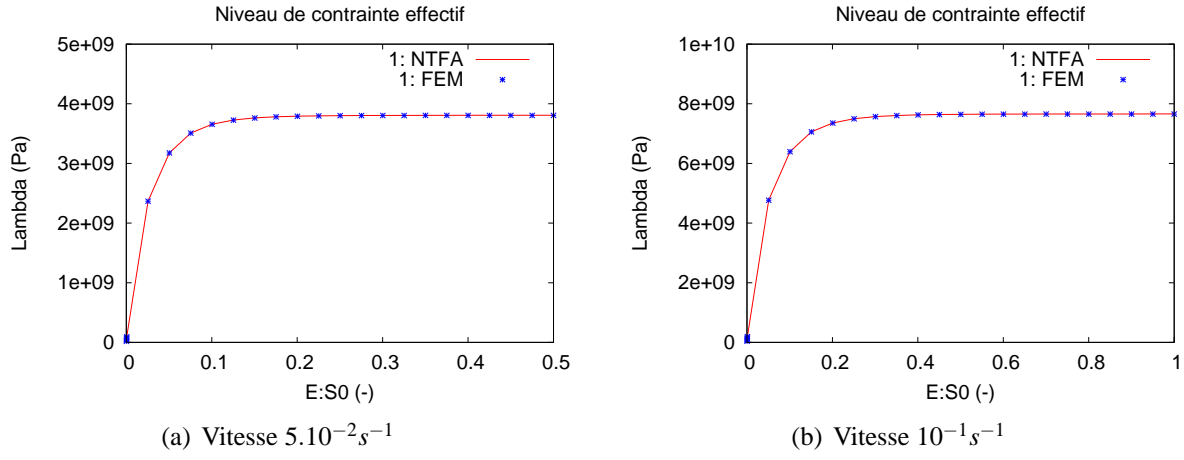 Niveau de contrainte effectif
5e+09
4e+09
3e+09
2e+09
1e+09
0
Lambda (Pa)
1: NTFA
1: FEM
0 0.1 0.2 0.3 0.4 0.5
E:S0 (-)
(a) Vitesse 5.10⁻²s⁻¹
Niveau de contrainte effectif
1e+10
8e+09
6e+09
4e+09
2e+09
0
Lambda (Pa)
1: NTFA
1: FEM
0 0.2 0.4 0.6 0.8 1
E:S0 (-)
(b) Vitesse 10⁻¹s⁻¹